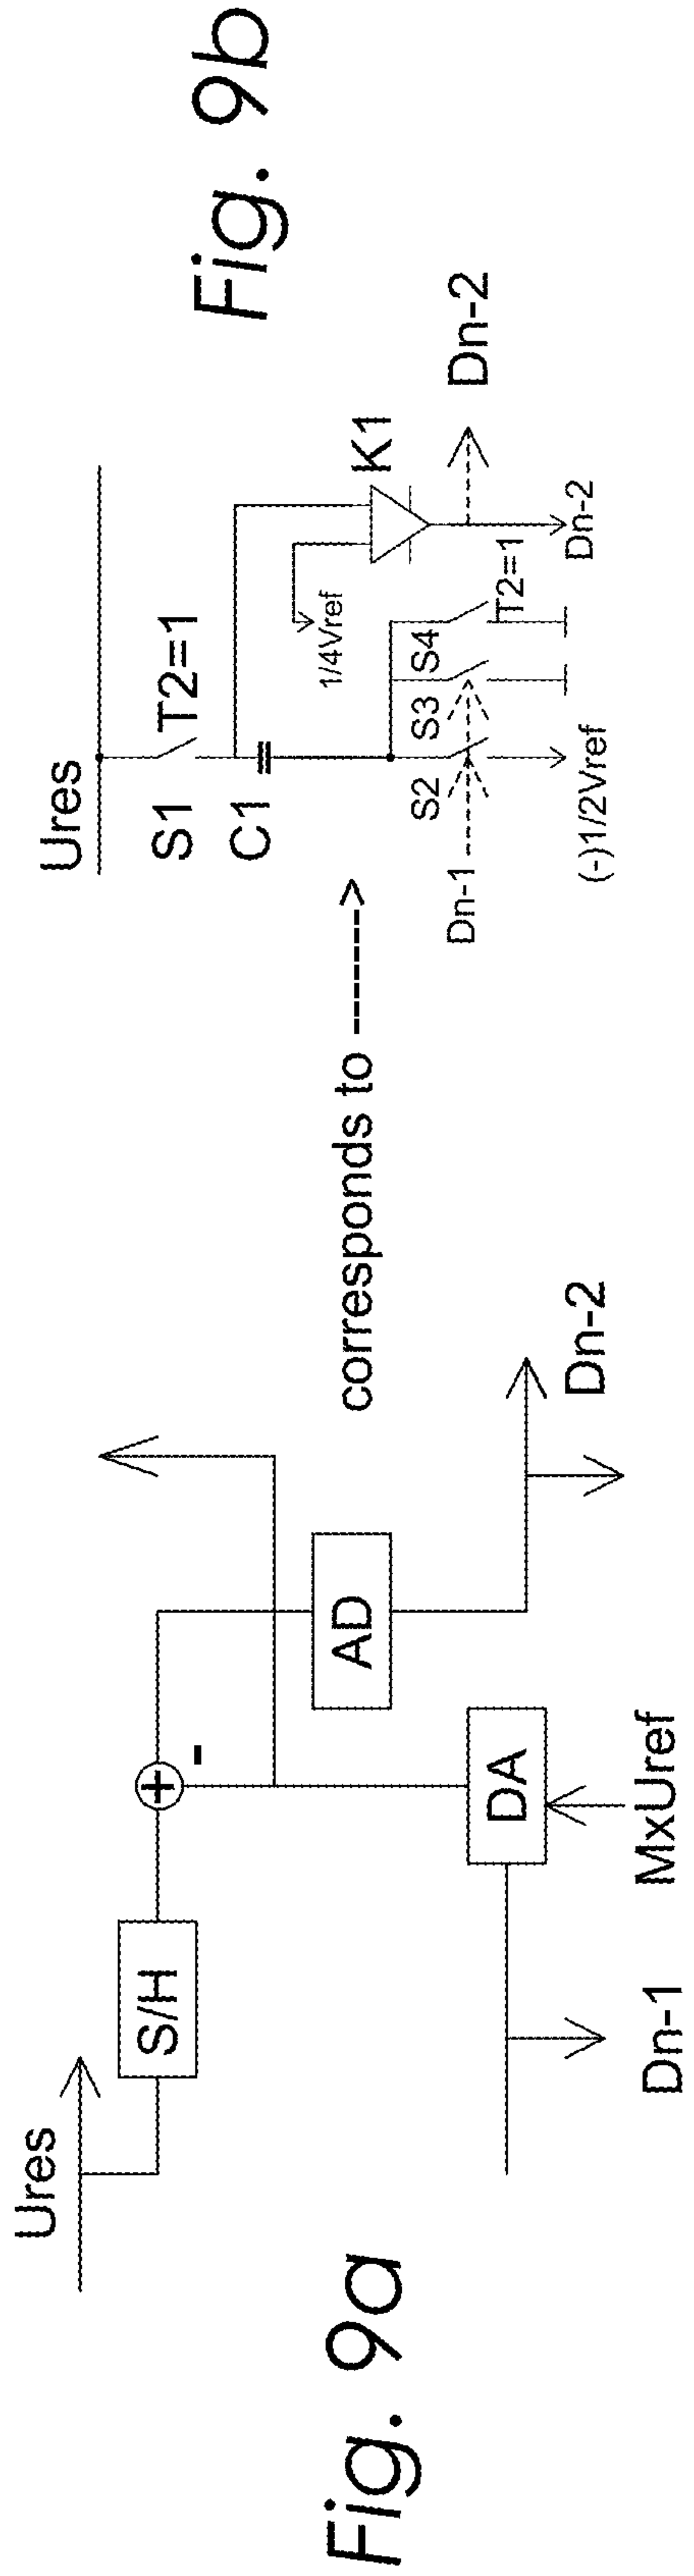 Fig. 9a
Ures
S/H
+
-
AD
DA
Dn-1
MxUref
Dn-2
corresponds to -------->
Fig. 9b
Ures
S1
T2=1
C1
K1
1/4Vref
S2
S3
S4
T2=1
Dn-1
Dn-2
(-)1/2Vref
Dn-2